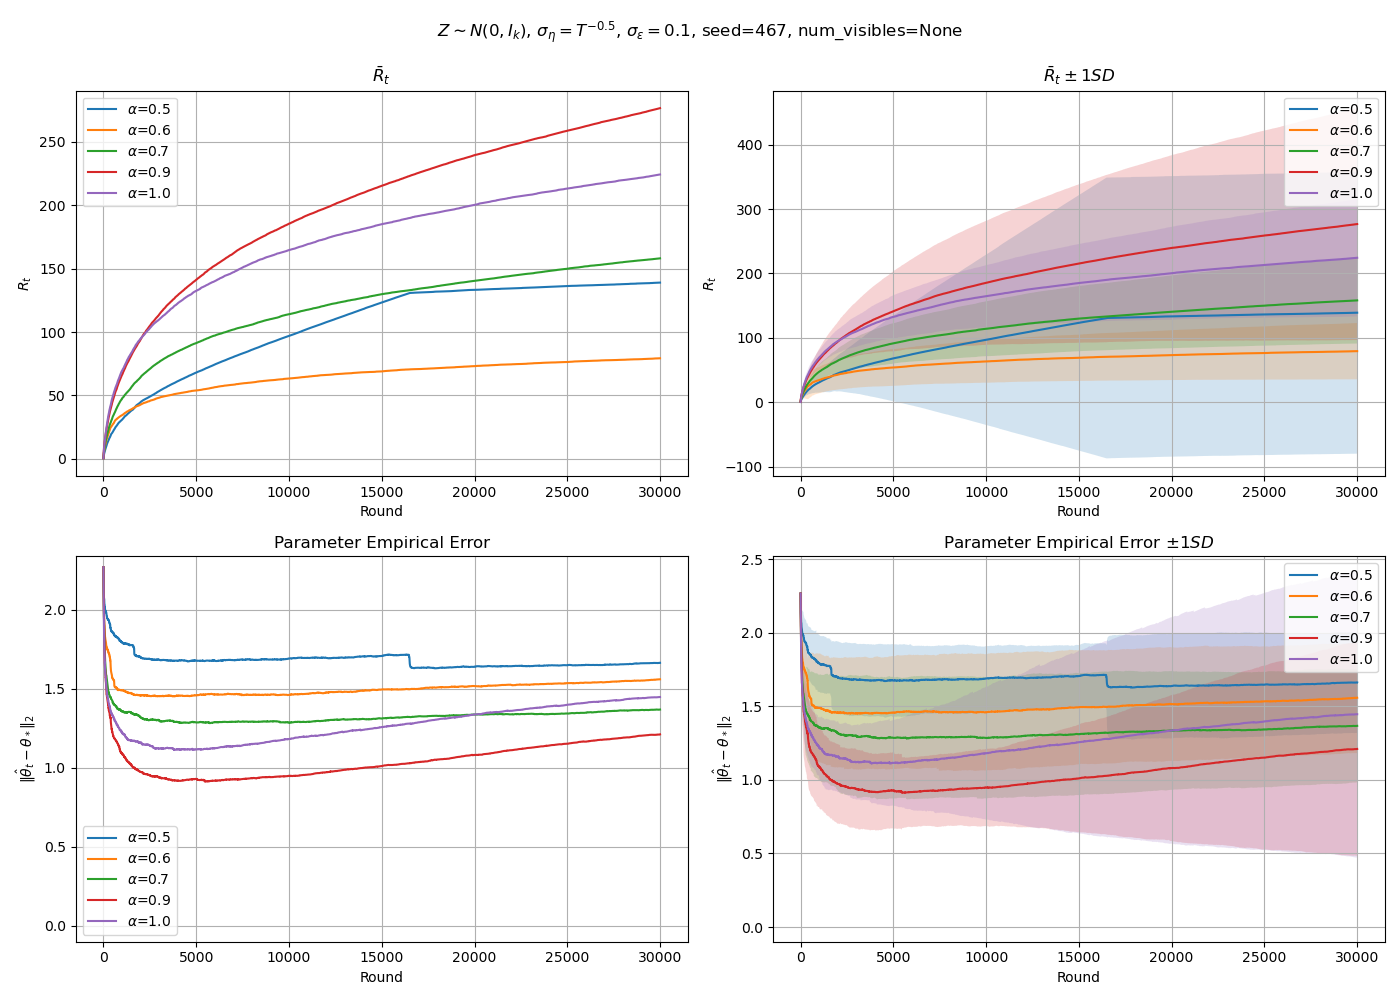 Z ~ N(0, I_k), σ_η = T^{−0.5}, σ_ε = 0.1, seed=467, num_visibles=None
R̄_t
α=0.5
α=0.6
α=0.7
α=0.9
α=1.0
R_t
250
200
150
100
50
0
0 5000 10000 15000 20000 25000 30000
Round
R̄_t ± 1SD
α=0.5
α=0.6
α=0.7
α=0.9
α=1.0
R_t
400
300
200
100
0
−100
0 5000 10000 15000 20000 25000 30000
Round
Parameter Empirical Error
α=0.5
α=0.6
α=0.7
α=0.9
α=1.0
‖θ̂_t − θ_*‖_2
2.0
1.5
1.0
0.5
0.0
0 5000 10000 15000 20000 25000 30000
Round
Parameter Empirical Error ±1SD
α=0.5
α=0.6
α=0.7
α=0.9
α=1.0
‖θ̂_t − θ_*‖_2
2.5
2.0
1.5
1.0
0.5
0.0
0 5000 10000 15000 20000 25000 30000
Round